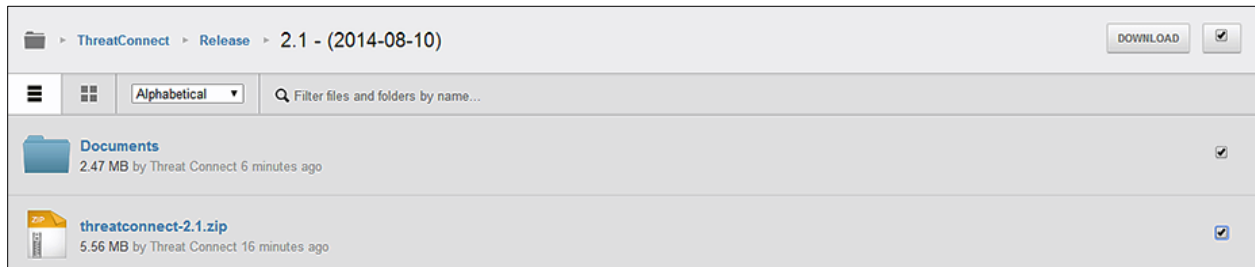 ThreatConnect ▸ Release ▸ 2.1 - (2014-08-10) DOWNLOAD
Alphabetical Filter files and folders by name...
Documents
2.47 MB by Threat Connect 6 minutes ago
ZIP
threatconnect-2.1.zip
5.56 MB by Threat Connect 16 minutes ago